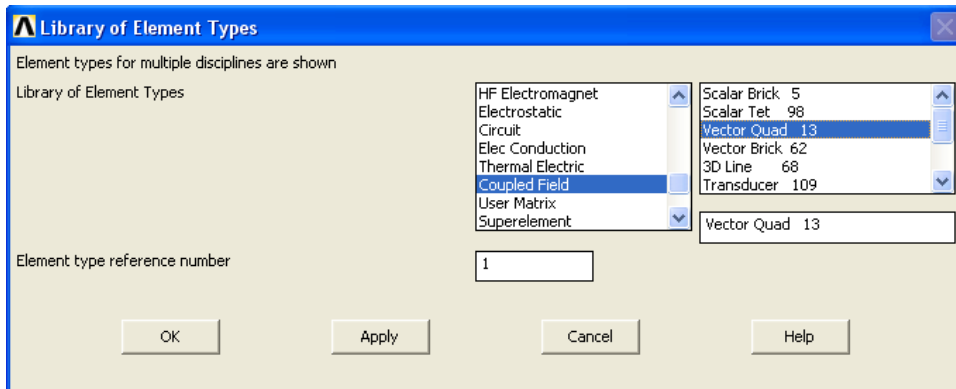 Library of Element Types
Element types for multiple disciplines are shown
Library of Element Types
HF Electromagnet
Electrostatic
Circuit
Elec Conduction
Thermal Electric
Coupled Field
User Matrix
Superelement
Scalar Brick 5
Scalar Tet 98
Vector Quad 13
Vector Brick 62
3D Line 68
Transducer 109
Vector Quad 13
Element type reference number
1
OK
Apply
Cancel
Help